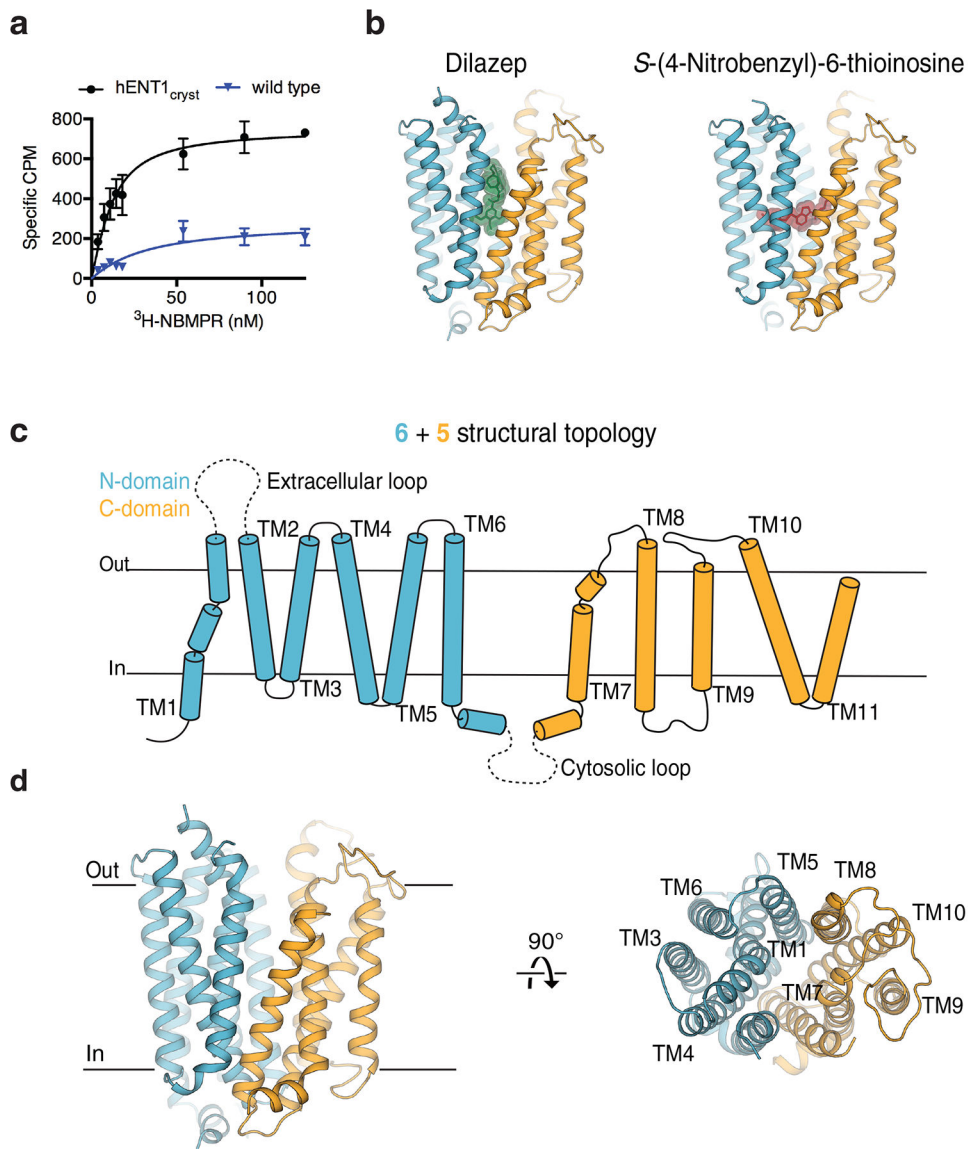 a
hENT1cryst
wild type
800
600
400
200
0
Specific CPM
0
50
100
³H-NBMPR (nM)
b
Dilazep
S-(4-Nitrobenzyl)-6-thioinosine
c
6 + 5 structural topology
N-domain
C-domain
Extracellular loop
TM2
TM4
TM6
TM8
TM10
Out
In
TM1
TM3
TM5
TM7
TM9
TM11
Cytosolic loop
d
Out
In
90°
TM5
TM8
TM6
TM10
TM3
TM1
TM7
TM9
TM4